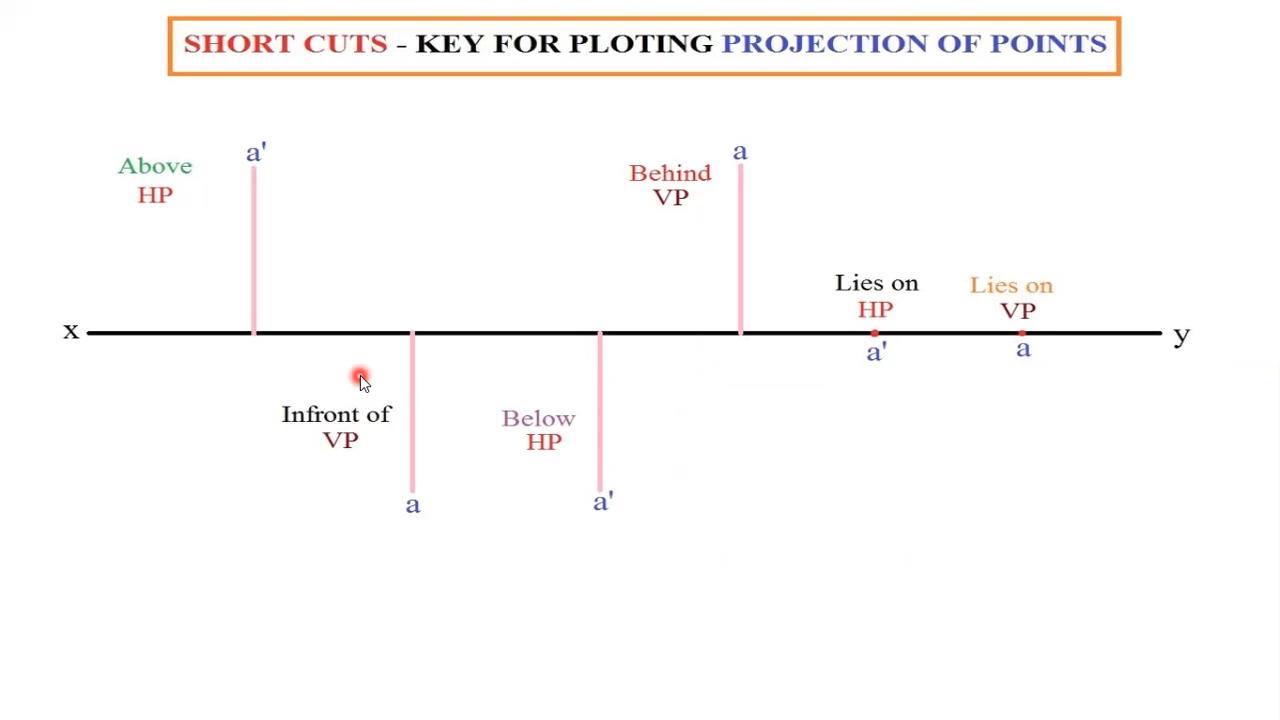 SHORT CUTS - KEY FOR PLOTING PROJECTION OF POINTS
Above
HP
a'
Behind
VP
a
Lies on
HP
a'
Lies on
VP
a
x
y
Infront of
VP
a
Below
HP
a'